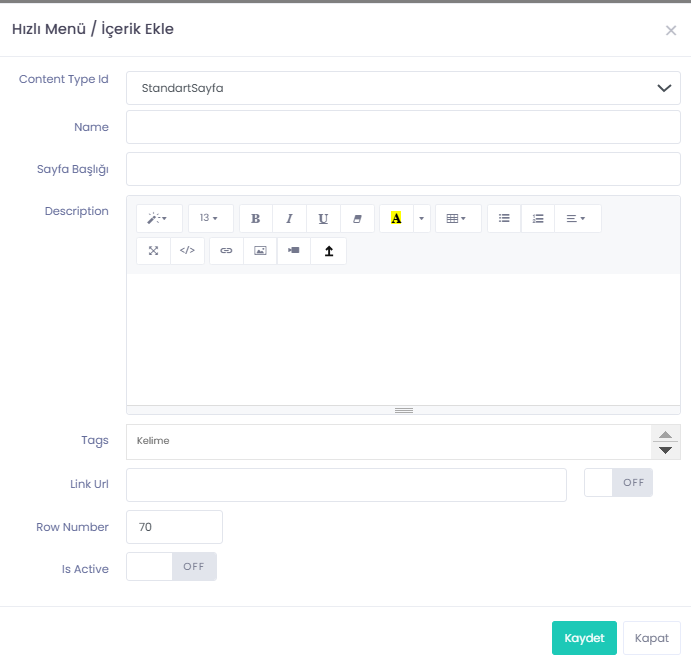 Hızlı Menü / İçerik Ekle
×
Content Type Id
StandartSayfa
Name
Sayfa Başlığı
Description
13
B I U A
</>
Tags
Kelime
Link Url
OFF
Row Number
70
Is Active
OFF
Kaydet
Kapat